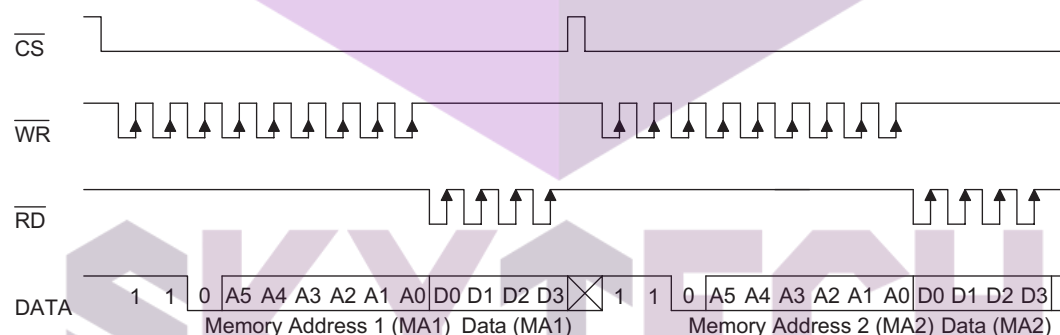 CS
WR
RD
DATA 1 1 0 A5 A4 A3 A2 A1 A0 D0 D1 D2 D3 1 1 0 A5 A4 A3 A2 A1 A0 D0 D1 D2 D3
Memory Address 1 (MA1) Data (MA1) Memory Address 2 (MA2) Data (MA2)
SKYTECH